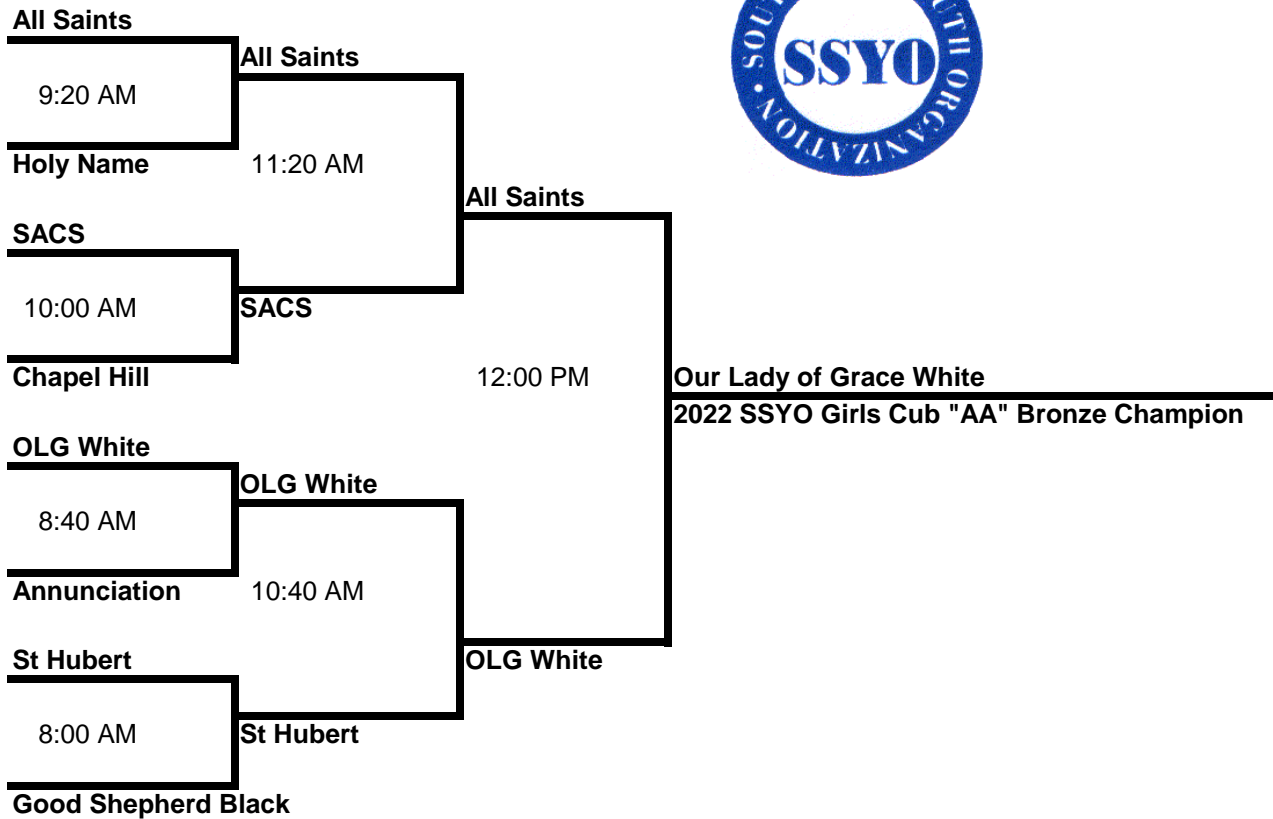 All Saints
All Saints
9:20 AM
Holy Name
11:20 AM
All Saints
SACS
10:00 AM
SACS
Chapel Hill
12:00 PM
Our Lady of Grace White
2022 SSYO Girls Cub "AA" Bronze Champion
OLG White
OLG White
8:40 AM
Annunciation
10:40 AM
St Hubert
OLG White
8:00 AM
St Hubert
Good Shepherd Black
SSYO
ORGANIZATION